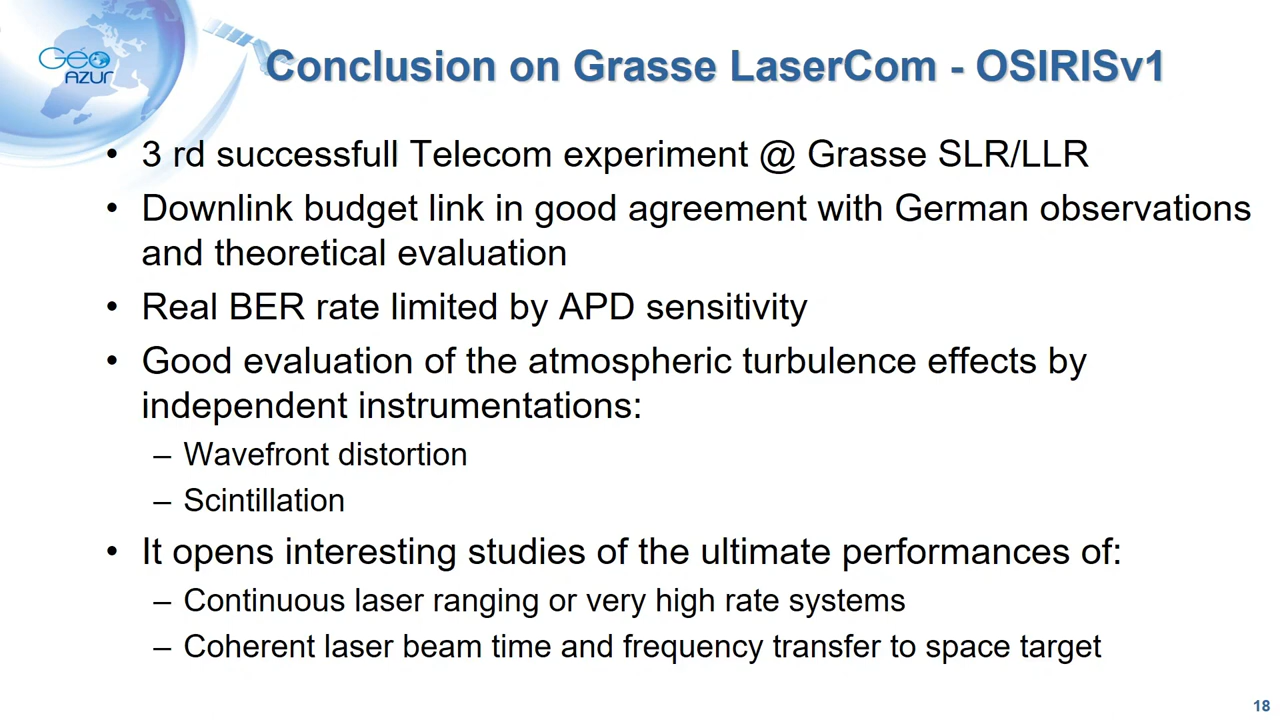 Géo
AZUR
Conclusion on Grasse LaserCom - OSIRISv1
• 3 rd successfull Telecom experiment @ Grasse SLR/LLR
• Downlink budget link in good agreement with German observations
and theoretical evaluation
• Real BER rate limited by APD sensitivity
• Good evaluation of the atmospheric turbulence effects by
independent instrumentations:
– Wavefront distortion
– Scintillation
• It opens interesting studies of the ultimate performances of:
– Continuous laser ranging or very high rate systems
– Coherent laser beam time and frequency transfer to space target
18